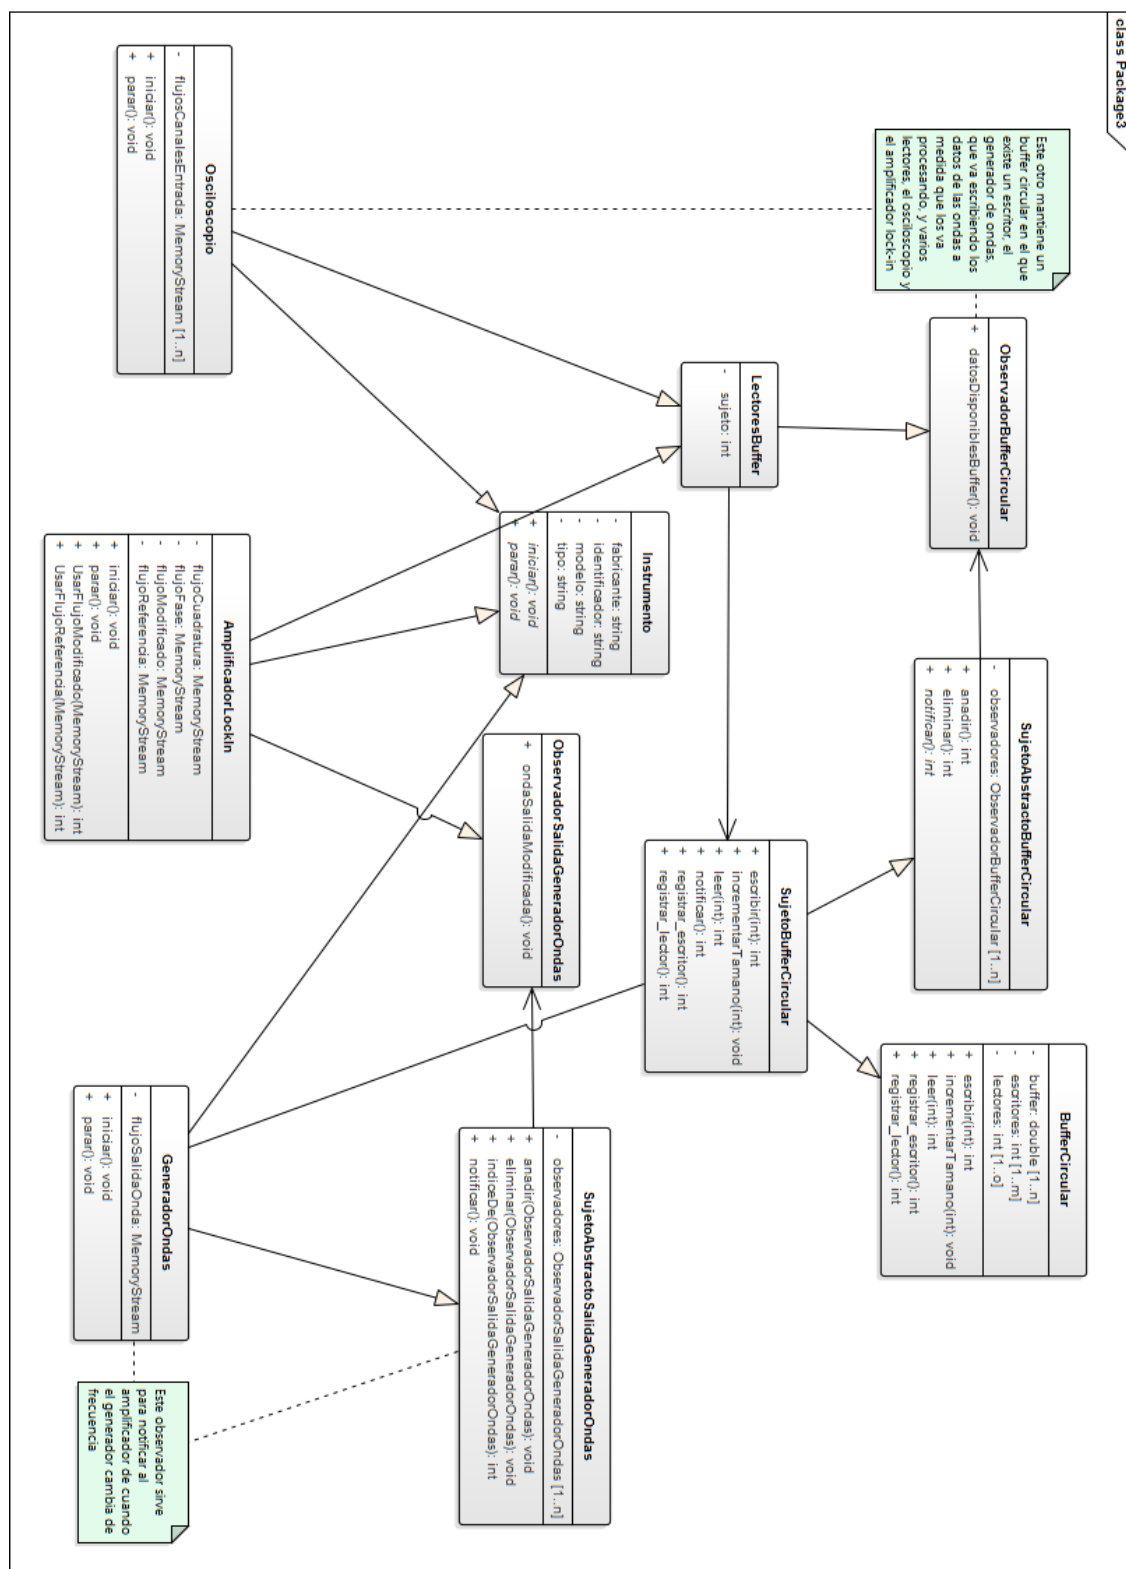 class Package3
Este otro mantiene un
buffer circular en el que
existe un escritor, el
generador de ondas,
que va escribiendo los
datos de las ondas a
medida que los va
procesando, y varios
lectores, el osciloscopio y
el amplificador lock-in
ObservadorBufferCircular
+ datosDisponiblesBuffer(): void
SujetoAbstractoBufferCircular
- observadores: ObservadorBufferCircular [1..n]
+ anadir(): int
+ eliminar(): int
+ notificar(): int
BufferCircular
- buffer: double [1..n]
- escritores: int [1..m]
- lectores: int [1..o]
+ escribir(int): int
+ incrementarTamano(int): void
+ leer(int): int
+ registrar_escritor(): int
+ registrar_lector(): int
LectoresBuffer
- sujeto: int
SujetoBufferCircular
+ escribir(int): int
+ incrementarTamano(int): void
+ leer(int): int
+ notificar(): int
+ registrar_escritor(): int
+ registrar_lector(): int
Instrumento
- fabricante: string
- identificador: string
- modelo: string
- tipo: string
+ iniciar(): void
+ parar(): void
ObservadorSalidaGeneradorOndas
+ ondaSalidaModificada(): void
SujetoAbstractoSalidaGeneradorOndas
- observadores: ObservadorSalidaGeneradorOndas [1..n]
+ anadir(ObservadorSalidaGeneradorOndas): void
+ eliminar(ObservadorSalidaGeneradorOndas): void
+ indiceDe(ObservadorSalidaGeneradorOndas): int
+ notificar(): void
Osciloscopio
- flujosCanalesEntrada: MemoryStream [1..n]
+ iniciar(): void
+ parar(): void
AmplificadorLockIn
- flujoCuadratura: MemoryStream
- flujoFase: MemoryStream
- flujoModificado: MemoryStream
- flujoReferencia: MemoryStream
+ iniciar(): void
+ parar(): void
+ UsarFlujoModificado(MemoryStream): int
+ UsarFlujoReferencia(MemoryStream): int
GeneradorOndas
- flujoSalidaOnda: MemoryStream
+ iniciar(): void
+ parar(): void
Este observador sirve
para notificar al
amplificador de cuando
el generador cambia de
frecuencia